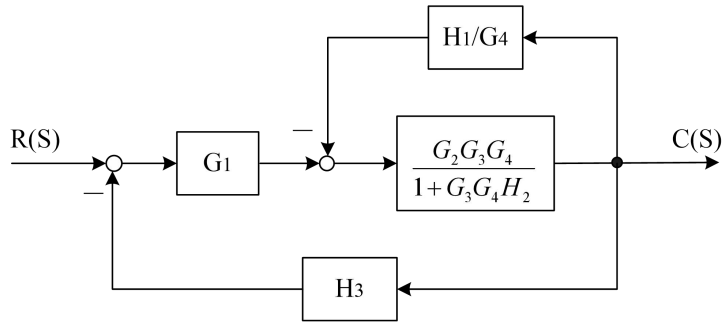 H₁/G₄
R(S)
—
G₁
G₂G₃G₄
1+G₃G₄H₂
C(S)
—
H₃